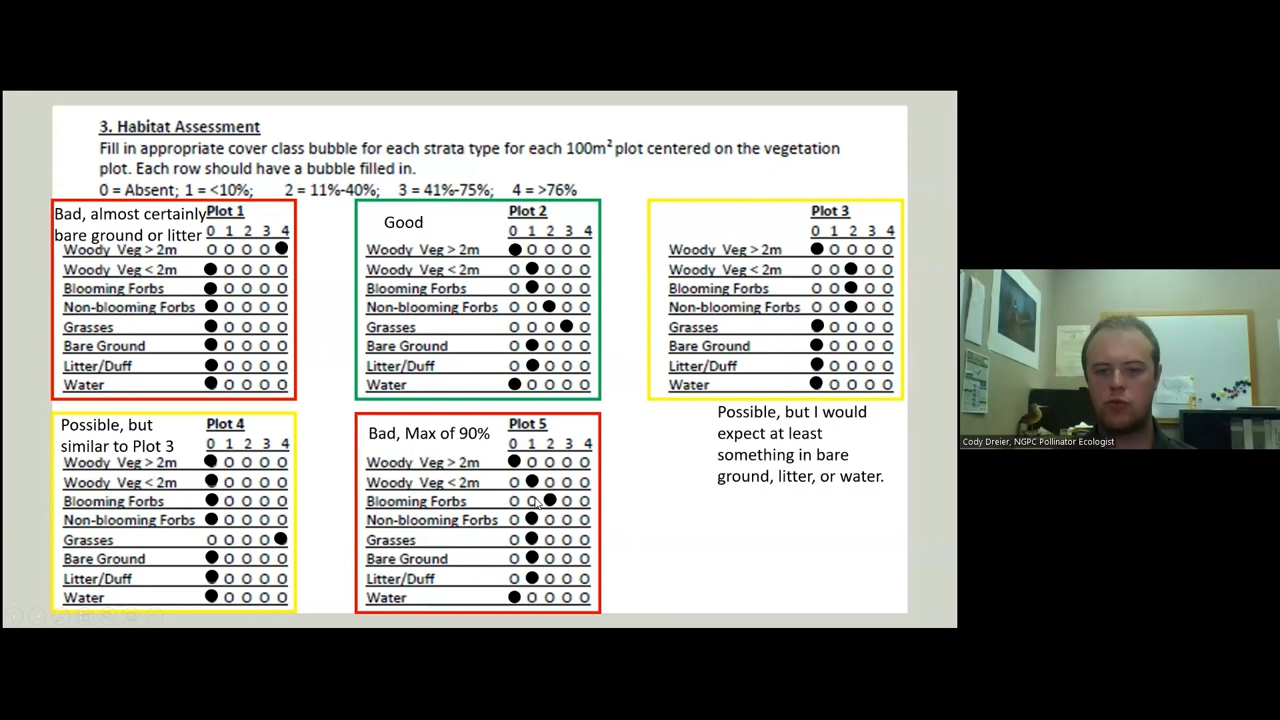 3. Habitat Assessment
Fill in appropriate cover class bubble for each strata type for each 100m² plot centered on the vegetation
plot. Each row should have a bubble filled in.
0 = Absent; 1 = <10%; 2 = 11%-40%; 3 = 41%-75%; 4 = >76%
Bad, almost certainly
bare ground or litter
Plot 1
0 1 2 3 4
Woody Veg > 2m
Woody Veg < 2m
Blooming Forbs
Non-blooming Forbs
Grasses
Bare Ground
Litter/Duff
Water
Good
Plot 2
0 1 2 3 4
Woody Veg > 2m
Woody Veg < 2m
Blooming Forbs
Non-blooming Forbs
Grasses
Bare Ground
Litter/Duff
Water
Plot 3
0 1 2 3 4
Woody Veg > 2m
Woody Veg < 2m
Blooming Forbs
Non-blooming Forbs
Grasses
Bare Ground
Litter/Duff
Water
Possible, but I would
expect at least
something in bare
ground, litter, or water.
Possible, but
similar to Plot 3
Plot 4
0 1 2 3 4
Woody Veg > 2m
Woody Veg < 2m
Blooming Forbs
Non-blooming Forbs
Grasses
Bare Ground
Litter/Duff
Water
Bad, Max of 90%
Plot 5
0 1 2 3 4
Woody Veg > 2m
Woody Veg < 2m
Blooming Forbs
Non-blooming Forbs
Grasses
Bare Ground
Litter/Duff
Water
Cody Dreier, NGPC Pollinator Ecologist